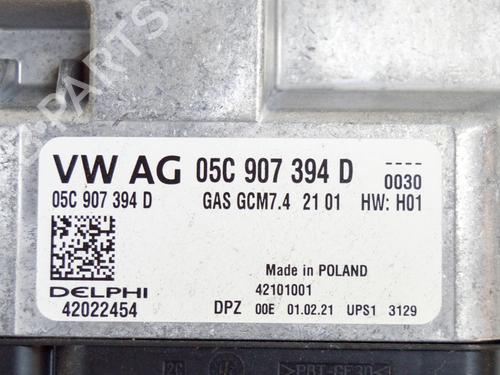 VW AG 05C 907 394 D
----
0030
05C 907 394 D GAS GCM7.4 21 01 HW: H01
Made in POLAND
DELPHI 42101001
42022454 DPZ 00E 01.02.21 UPS1 3129
PARTS